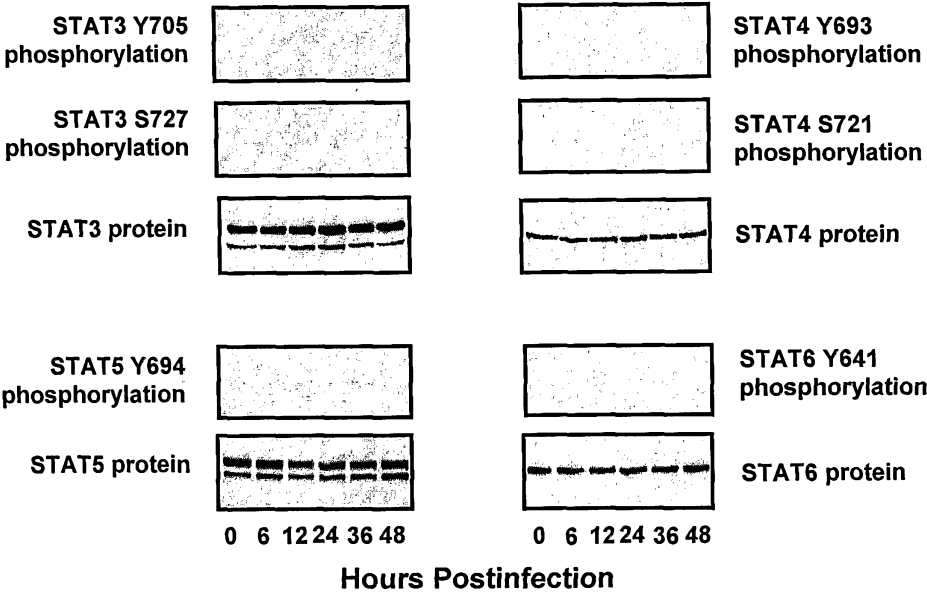 STAT3 Y705
phosphorylation
STAT4 Y693
phosphorylation
STAT3 S727
phosphorylation
STAT4 S721
phosphorylation
STAT3 protein
STAT4 protein
STAT5 Y694
phosphorylation
STAT6 Y641
phosphorylation
STAT5 protein
STAT6 protein
0 6 12 24 36 48
0 6 12 24 36 48
Hours Postinfection